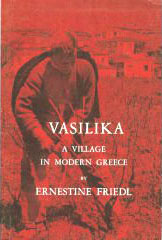 VASILIKA
A VILLAGE
IN MODERN GREECE
BY
ERNESTINE FRIEDL